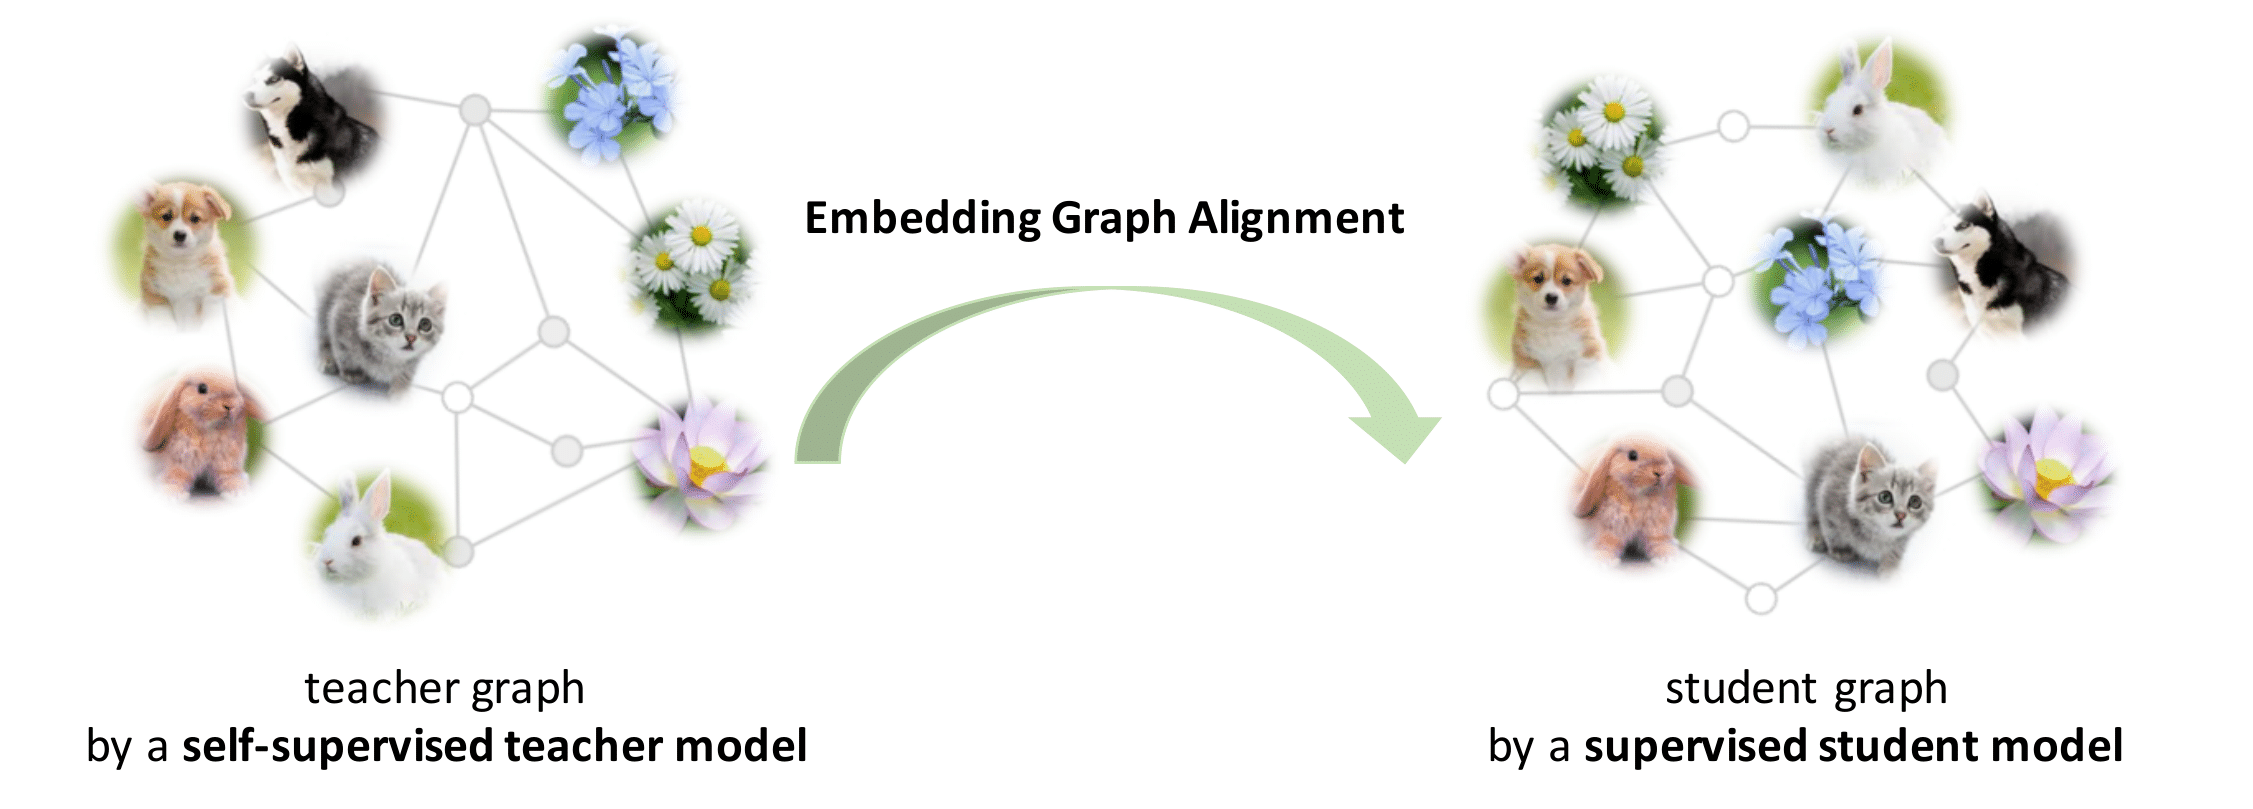 Embedding Graph Alignment
teacher graph
by a self-supervised teacher model
student graph
by a supervised student model